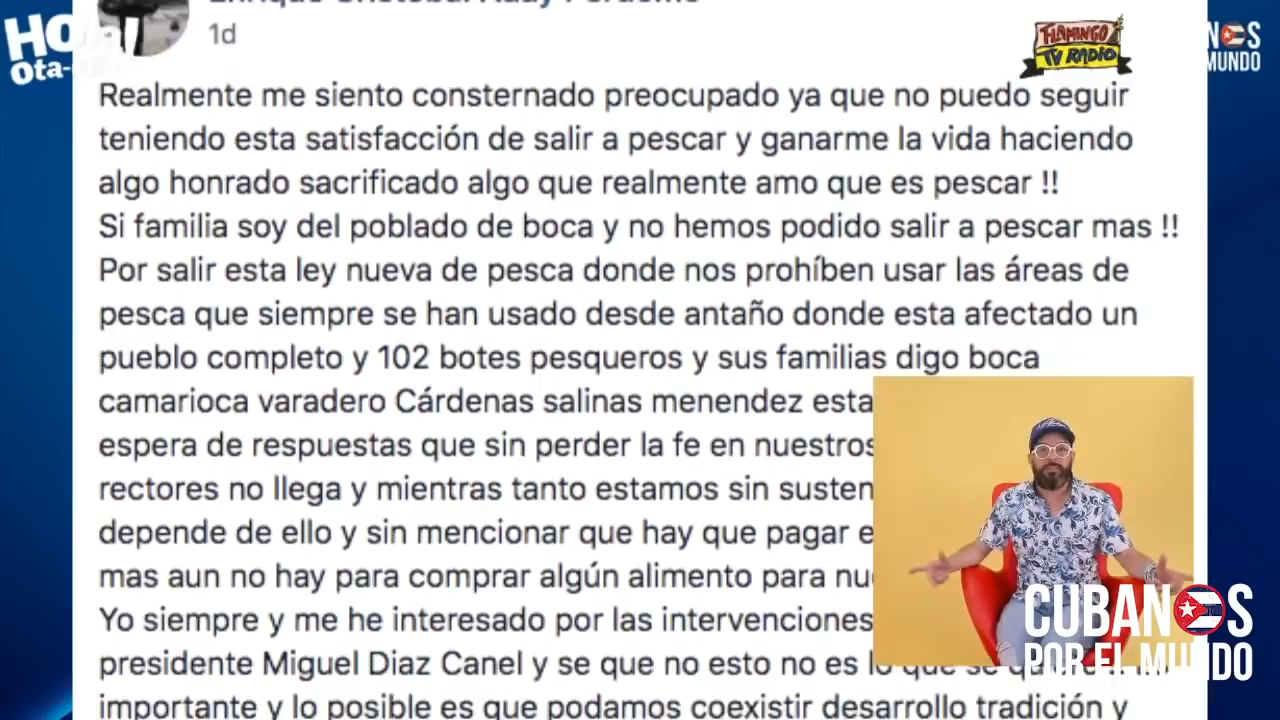 Hola!
Ota-Ola
1d
FLAMINGO
TV RADIO
Realmente me siento consternado preocupado ya que no puedo seguir
teniendo esta satisfacción de salir a pescar y ganarme la vida haciendo
algo honrado sacrificado algo que realmente amo que es pescar !!
Si familia soy del poblado de boca y no hemos podido salir a pescar mas !!
Por salir esta ley nueva de pesca donde nos prohíben usar las áreas de
pesca que siempre se han usado desde antaño donde esta afectado un
pueblo completo y 102 botes pesqueros y sus familias digo boca
camarioca varadero Cárdenas salinas menendez esta
espera de respuestas que sin perder la fe en nuestros
rectores no llega y mientras tanto estamos sin susten
depende de ello y sin mencionar que hay que pagar e
mas aun no hay para comprar algún alimento para nu
Yo siempre y me he interesado por las intervenciones
presidente Miguel Diaz Canel y se que no esto no es lo que se
importante y lo posible es que podamos coexistir desarrollo tradición y
CUBANOS
POR EL MUNDO